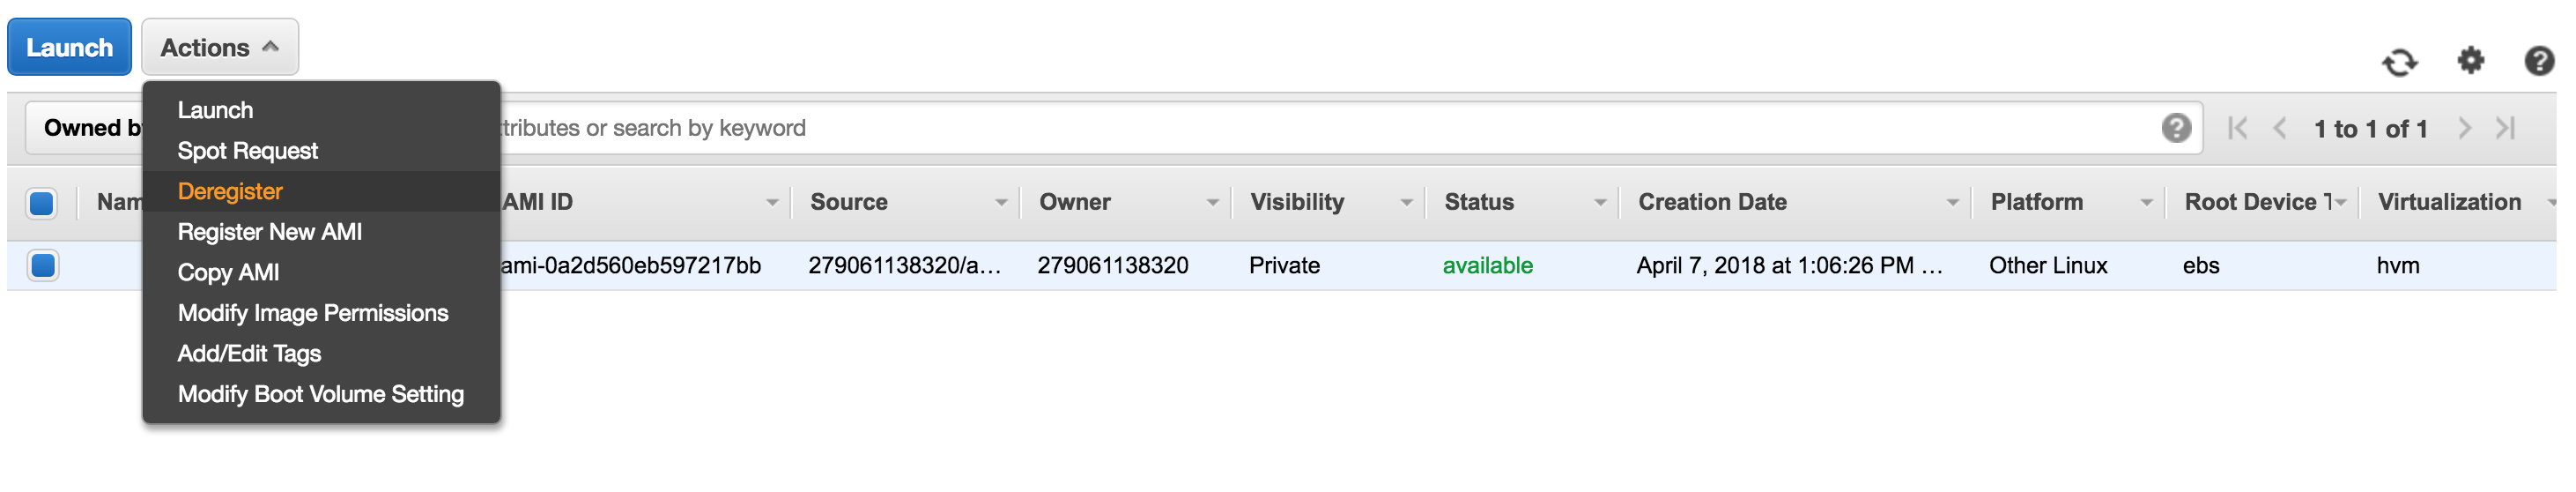 Launch Actions
Launch
Owned by tributes or search by keyword 1 to 1 of 1
Spot Request
Deregister
Nam AMI ID Source Owner Visibility Status Creation Date Platform Root Device T Virtualization
Register New AMI
ami-0a2d560eb597217bb 279061138320/a... 279061138320 Private available April 7, 2018 at 1:06:26 PM ... Other Linux ebs hvm
Copy AMI
Modify Image Permissions
Add/Edit Tags
Modify Boot Volume Setting